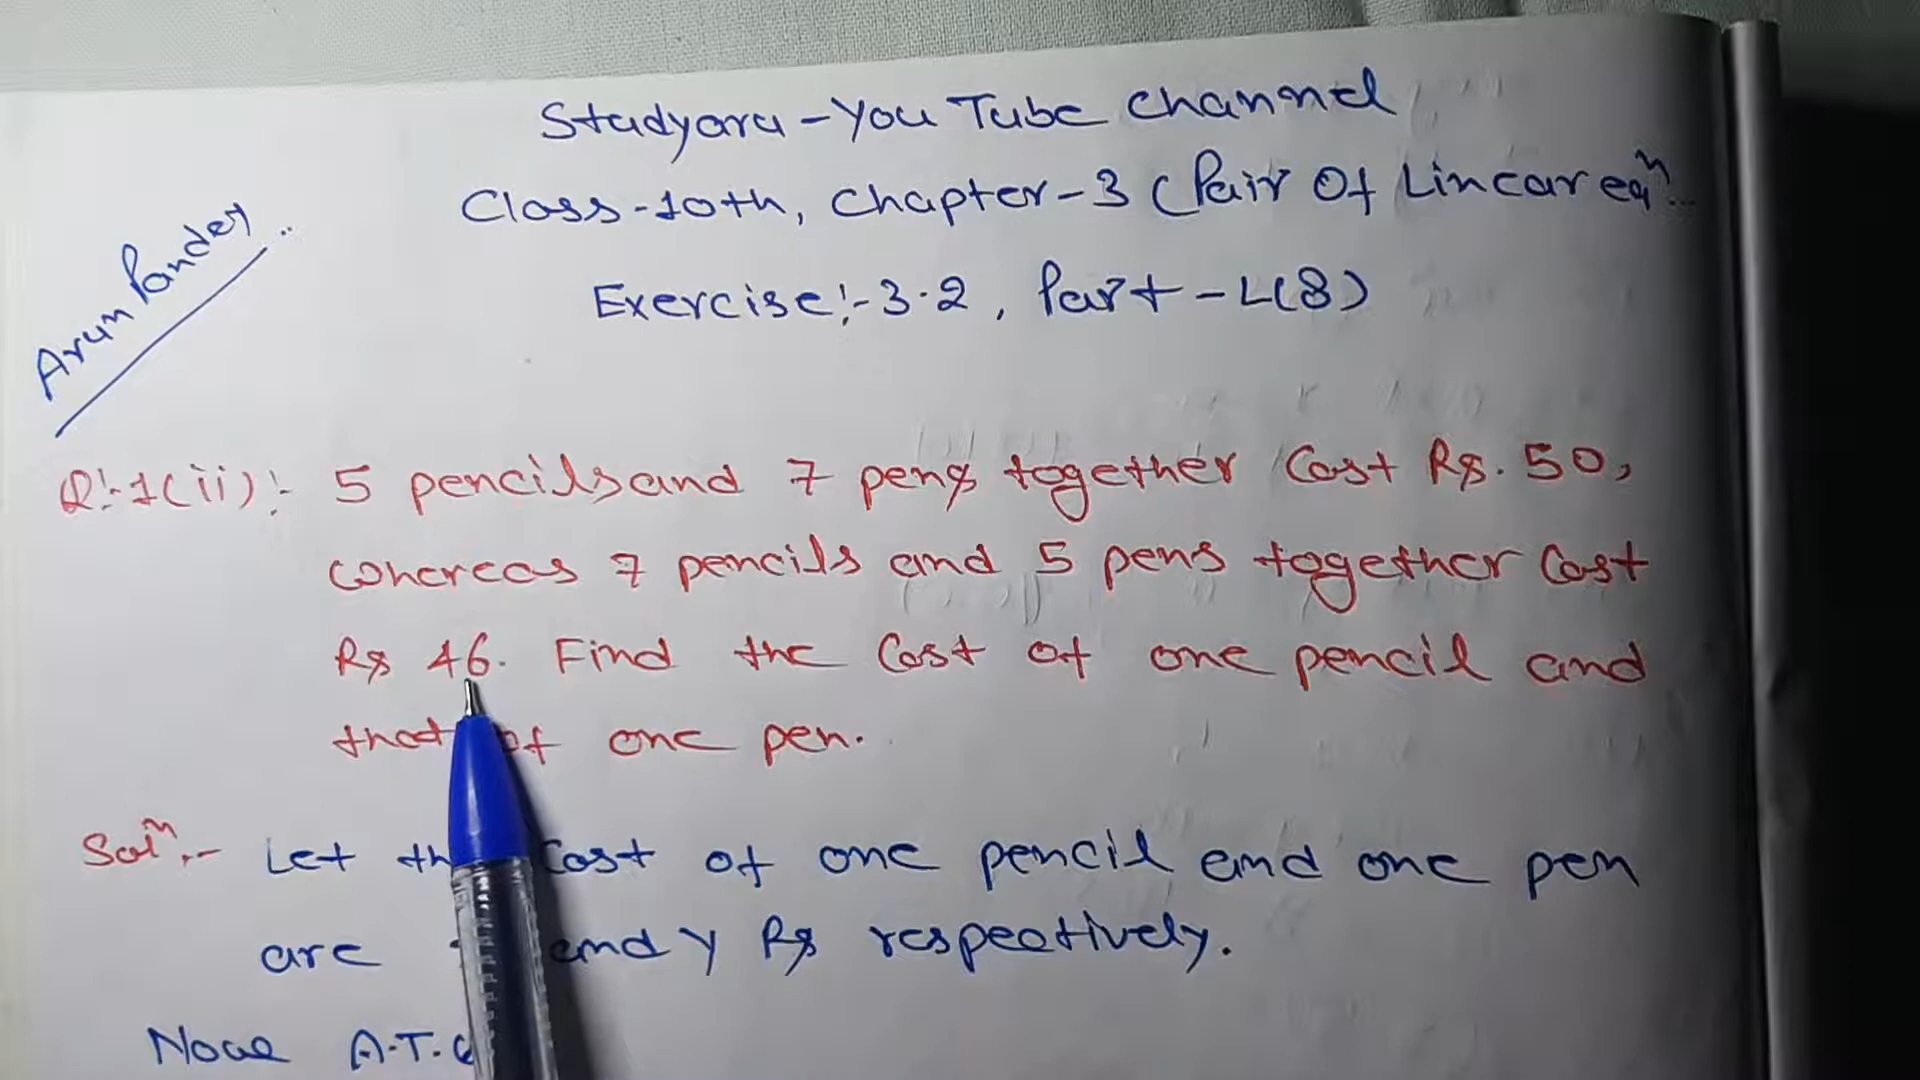 Studyara - You Tube Channel
Class-10th, Chapter-3 (Pair Of Linear eqⁿ...
Exercise:-3.2, Part-L(8)
Arun Pandey..
Q:-1(ii):- 5 pencils and 7 pens together Cost Rs. 50,
whereas 7 pencils and 5 pens together Cost
Rs 46. Find the Cost of one pencil and
that of one pen.
Solⁿ:- Let Cost of one pencil and one pen
are and y Rs respectively.
Now A.T.